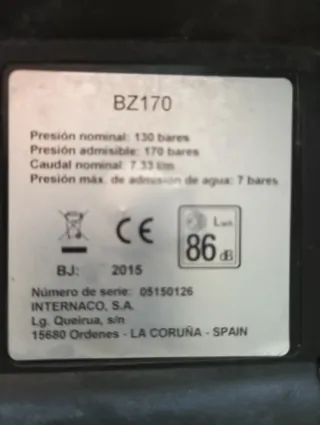 BZ170
Presión nominal: 130 bares
Presión admisible: 170 bares
Caudal nominal: 7.33 l/m
Presión máx. de admisión de agua: 7 bares
CE
LWA
86 dB
BJ: 2015
Número de serie: 05150126
INTERNACO, S.A.
Lg. Queirua, s/n
15680 Ordenes - LA CORUÑA - SPAIN